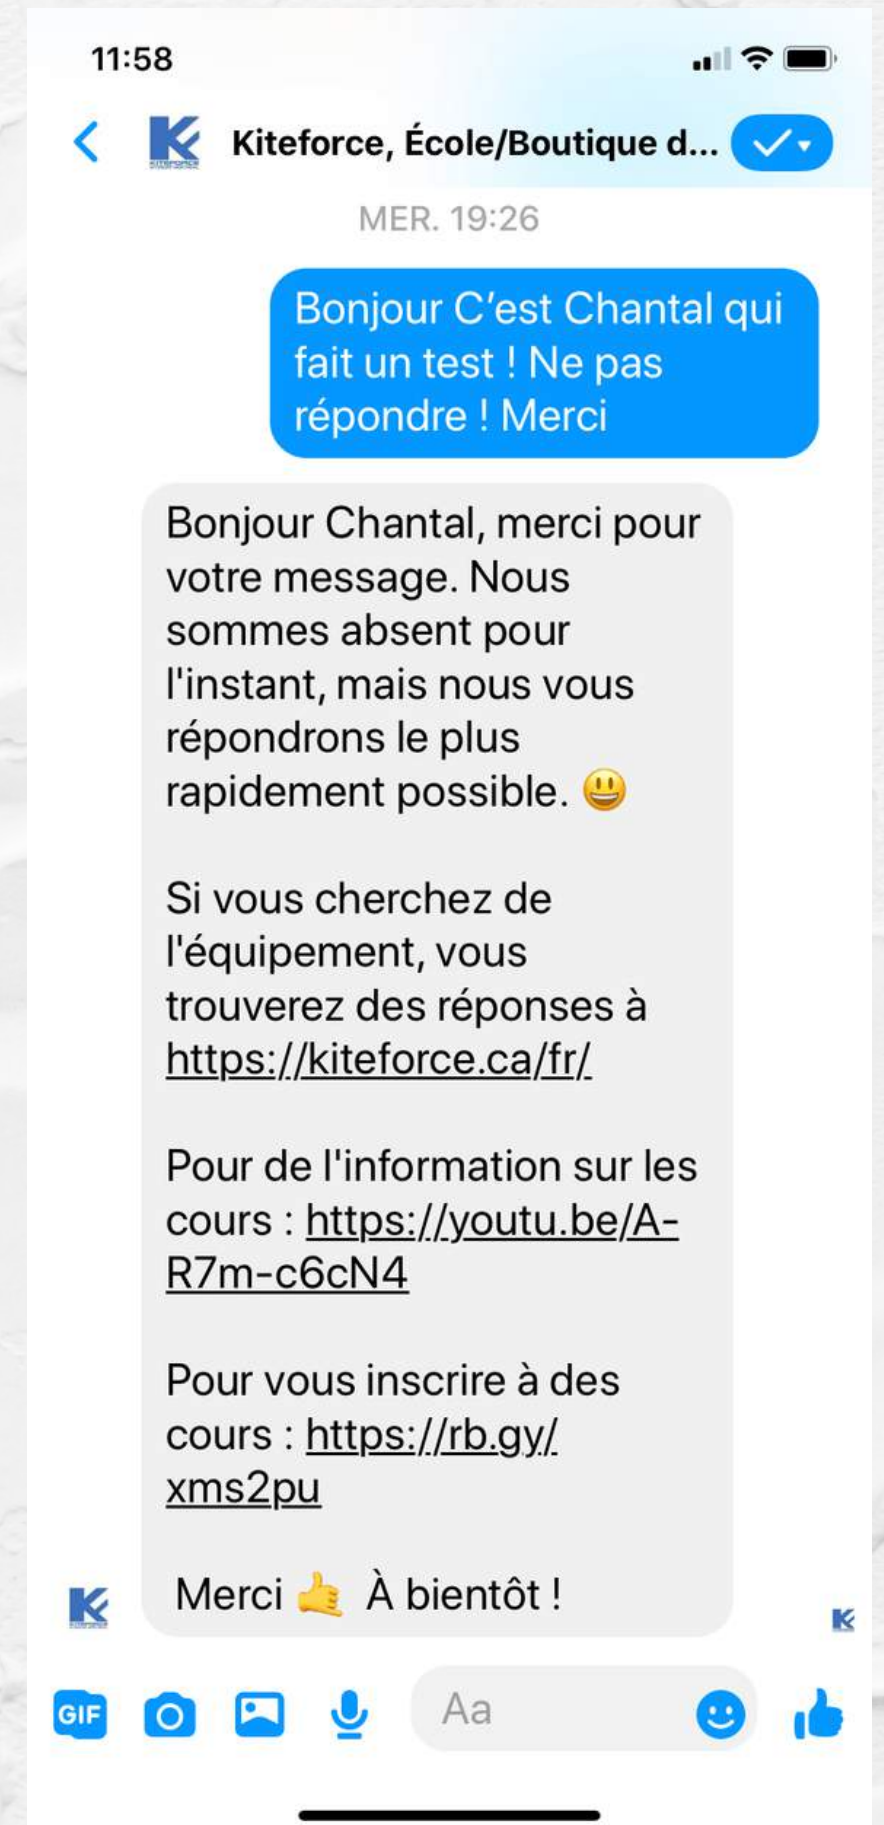 11:58
Kiteforce, École/Boutique d...
MER. 19:26
Bonjour C'est Chantal qui
fait un test ! Ne pas
répondre ! Merci
Bonjour Chantal, merci pour
votre message. Nous
sommes absent pour
l'instant, mais nous vous
répondrons le plus
rapidement possible. 😃
Si vous cherchez de
l'équipement, vous
trouverez des réponses à
https://kiteforce.ca/fr/
Pour de l'information sur les
cours : https://youtu.be/A-
R7m-c6cN4
Pour vous inscrire à des
cours : https://rb.gy/
xms2pu
Merci 🤙 À bientôt !
GIF
Aa